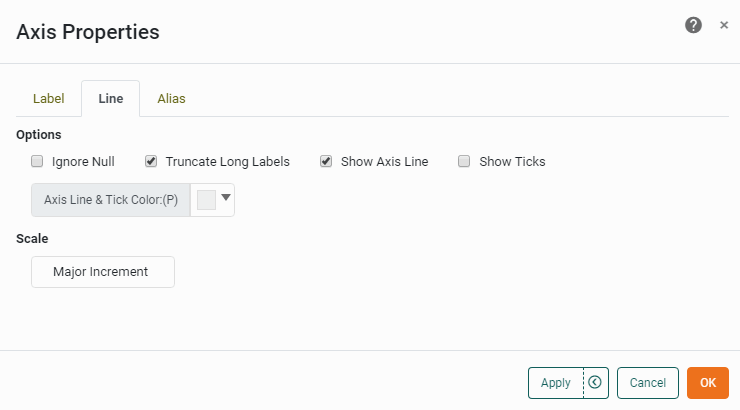 Axis Properties
Label Line Alias
Options
Ignore Null Truncate Long Labels Show Axis Line Show Ticks
Axis Line & Tick Color:(P)
Scale
Major Increment
Apply Cancel OK